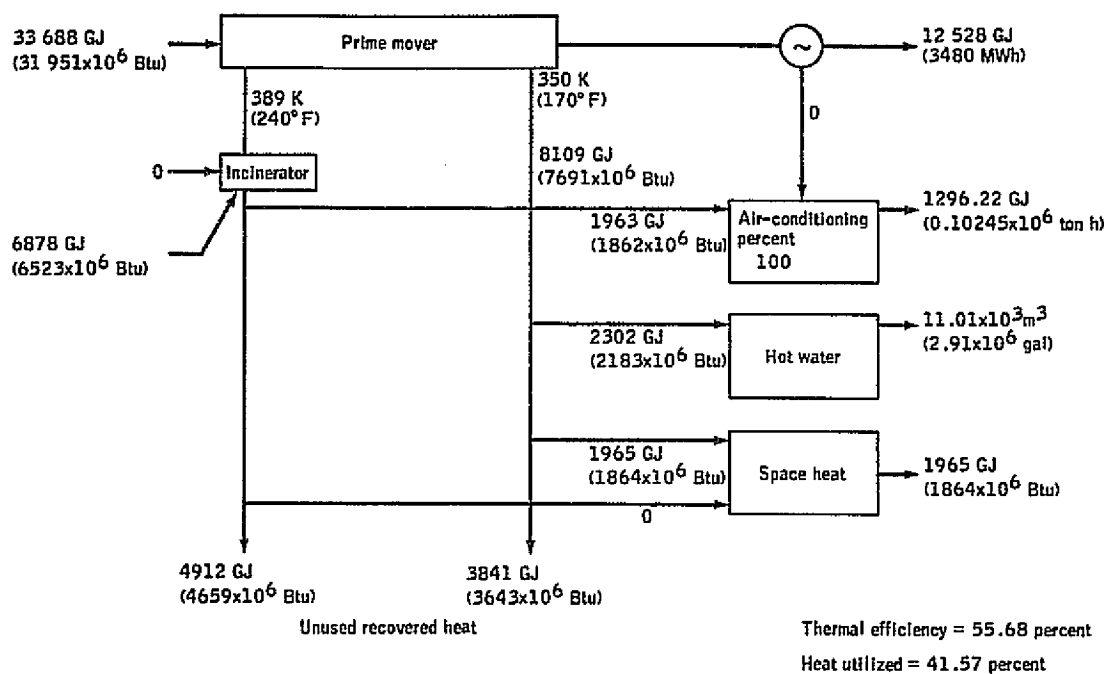 33 688 GJ
(31 951x10⁶ Btu)
Prime mover
~
12 528 GJ
(3480 MWh)
389 K
(240° F)
350 K
(170° F)
0
0
Incinerator
8109 GJ
(7691x10⁶ Btu)
6878 GJ
(6523x10⁶ Btu)
1963 GJ
(1862x10⁶ Btu)
Air-conditioning
percent
100
1296.22 GJ
(0.10245x10⁶ ton h)
2302 GJ
(2183x10⁶ Btu)
Hot water
11.01x10³m³
(2.91x10⁶ gal)
1965 GJ
(1864x10⁶ Btu)
Space heat
1965 GJ
(1864x10⁶ Btu)
0
4912 GJ
(4659x10⁶ Btu)
3841 GJ
(3643x10⁶ Btu)
Unused recovered heat
Thermal efficiency = 55.68 percent
Heat utilized = 41.57 percent